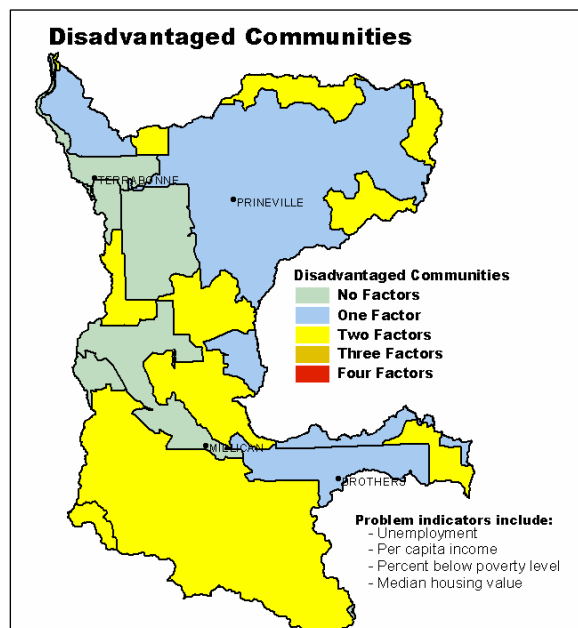 Disadvantaged Communities
TERRABONNE
PRINEVILLE
Disadvantaged Communities
No Factors
One Factor
Two Factors
Three Factors
Four Factors
MILLICAN
BROTHERS
Problem indicators include:
- Unemployment
- Per capita income
- Percent below poverty level
- Median housing value